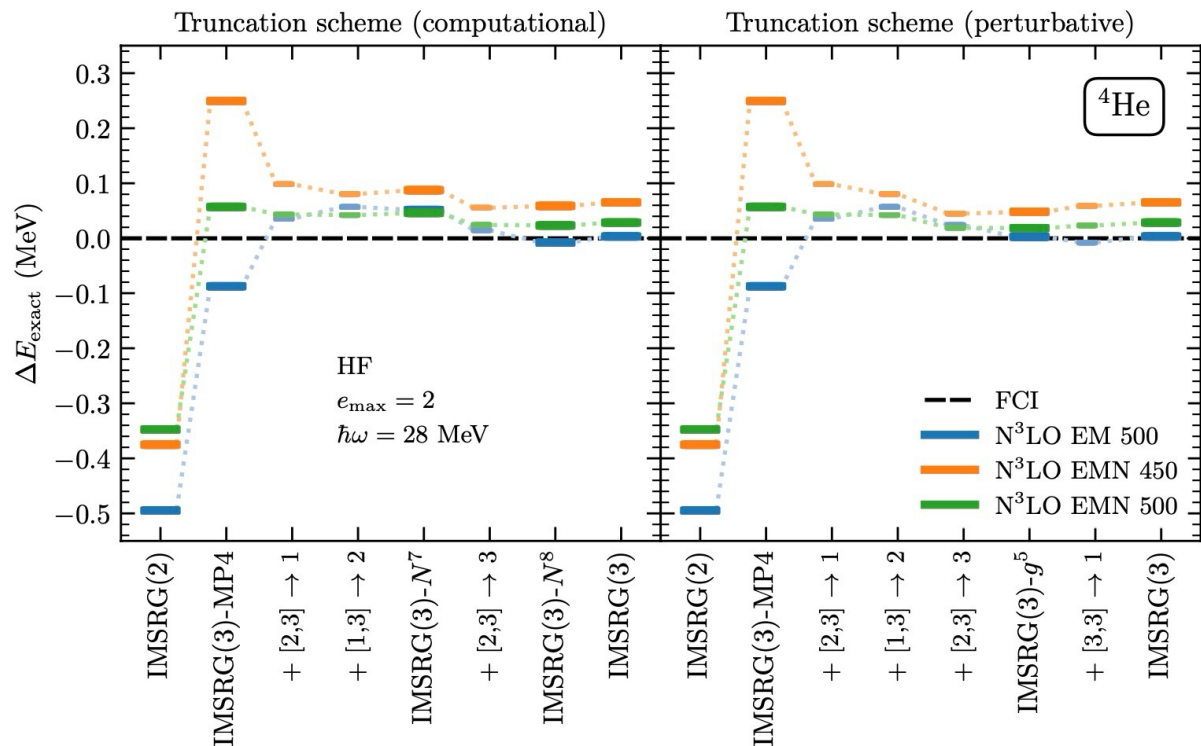 Truncation scheme (computational)
Truncation scheme (perturbative)
ΔE_exact (MeV)
0.3
0.2
0.1
0.0
−0.1
−0.2
−0.3
−0.4
−0.5
HF
e_max = 2
ħω = 28 MeV
⁴He
FCI
N³LO EM 500
N³LO EMN 450
N³LO EMN 500
IMSRG(2)
IMSRG(3)-MP4
+ [2,3] → 1
+ [1,3] → 2
IMSRG(3)-N⁷
+ [2,3] → 3
IMSRG(3)-N⁸
IMSRG(3)
IMSRG(2)
IMSRG(3)-MP4
+ [2,3] → 1
+ [1,3] → 2
+ [2,3] → 3
IMSRG(3)-g⁵
+ [3,3] → 1
IMSRG(3)